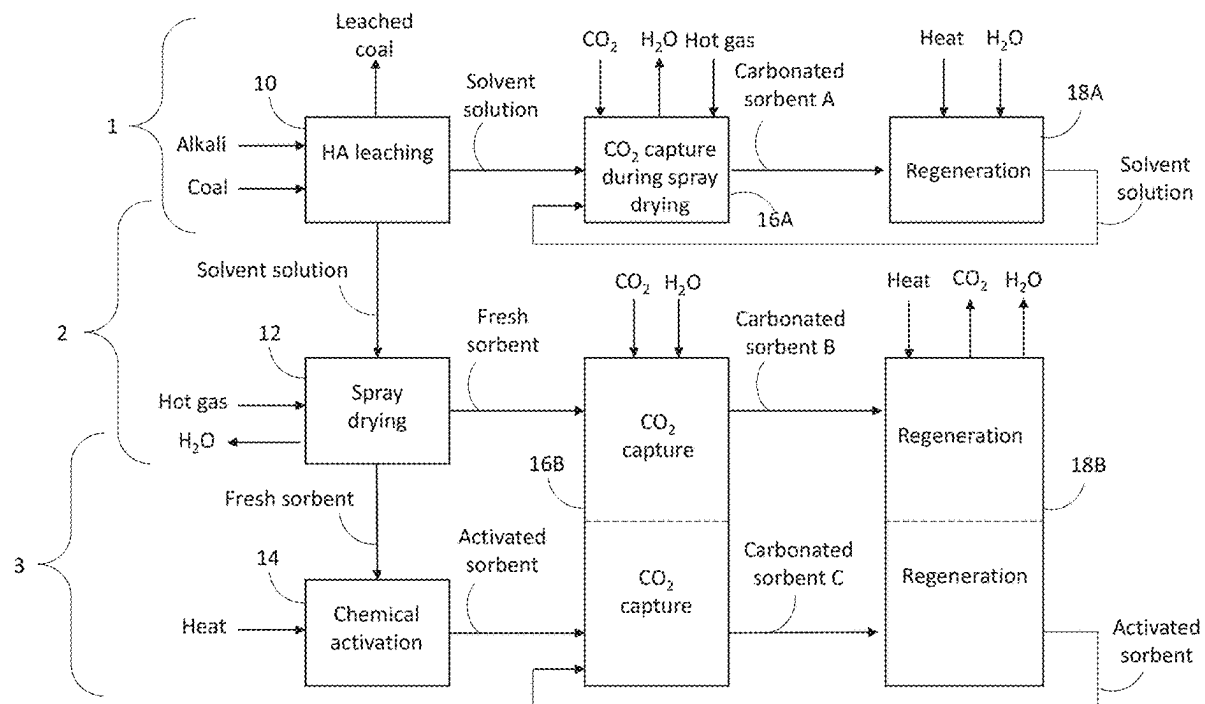 Leached
coal
CO₂
H₂O
Hot gas
Heat
H₂O
10
Solvent
solution
Carbonated
sorbent A
18A
1
Alkali
Coal
HA leaching
CO₂ capture
during spray
drying
16A
Regeneration
Solvent
solution
Solvent solution
2
12
Fresh
sorbent
CO₂
H₂O
Carbonated
sorbent B
Heat
CO₂
H₂O
Hot gas
H₂O
Spray
drying
CO₂
capture
Regeneration
16B
18B
Fresh sorbent
3
14
Activated
sorbent
CO₂
capture
Carbonated
sorbent C
Regeneration
Heat
Chemical
activation
Activated
sorbent